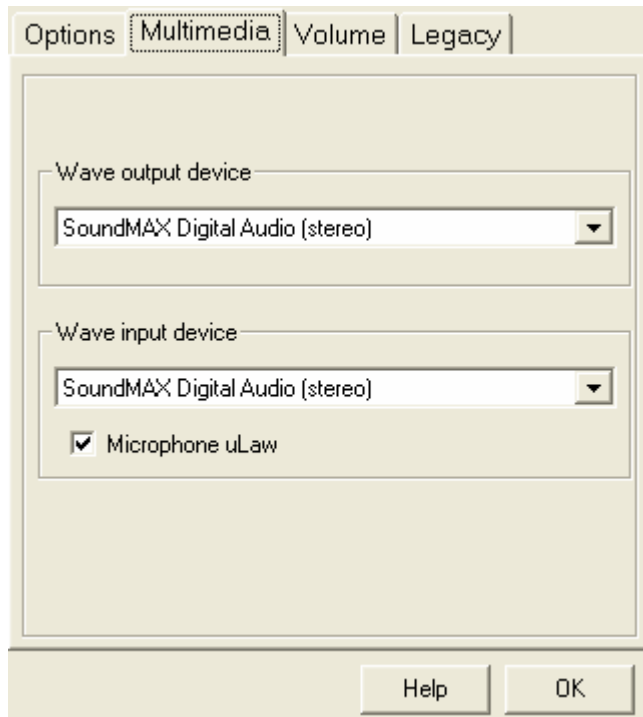 Options Multimedia Volume Legacy
Wave output device
SoundMAX Digital Audio (stereo)
Wave input device
SoundMAX Digital Audio (stereo)
Microphone uLaw
Help OK